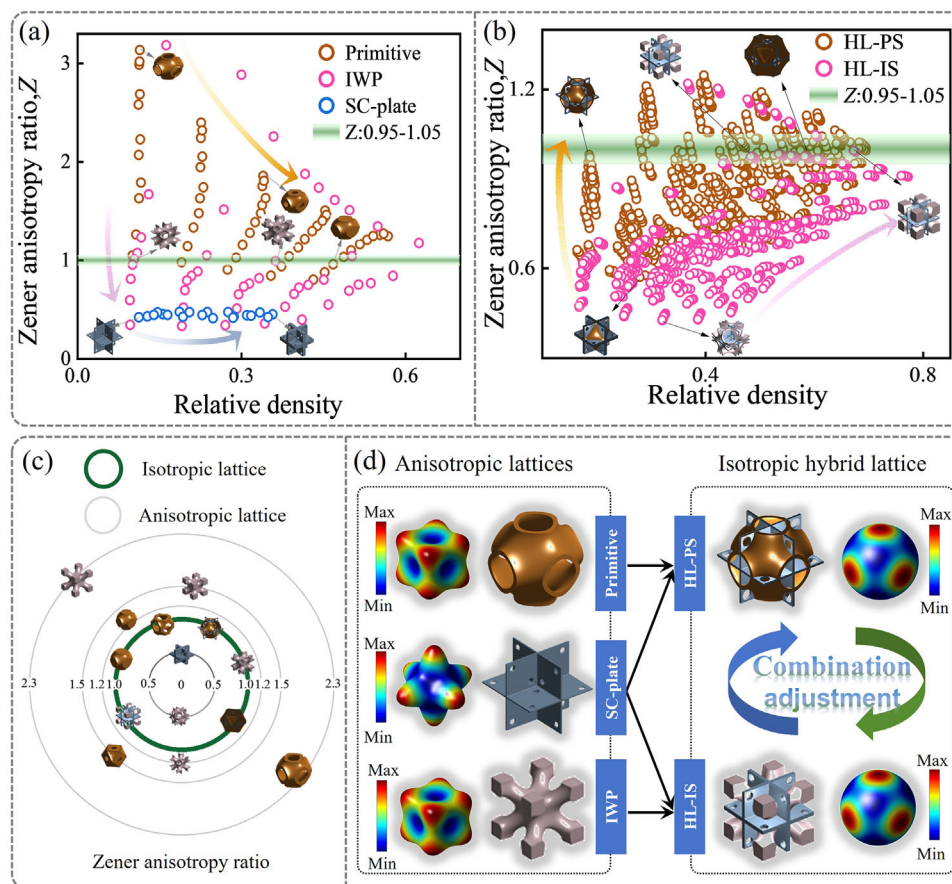 (a)
Zener anisotropy ratio,Z
3
2
1
0
0.0
0.3
0.6
Relative density
Primitive
IWP
SC-plate
Z:0.95-1.05
(b)
Zener anisotropy ratio,Z
1.2
0.6
0.4
0.8
Relative density
HL-PS
HL-IS
Z:0.95-1.05
(c)
Isotropic lattice
Anisotropic lattice
2.3 1.5 1.2 1.0 0.5 0 0.5 1.0 1.2 1.5 2.3
Zener anisotropy ratio
(d)
Anisotropic lattices
Isotropic hybrid lattice
Max
Min
Primitive
Max
Min
SC-plate
Max
Min
IWP
HL-PS
Max
Min
Combination
adjustment
HL-IS
Max
Min